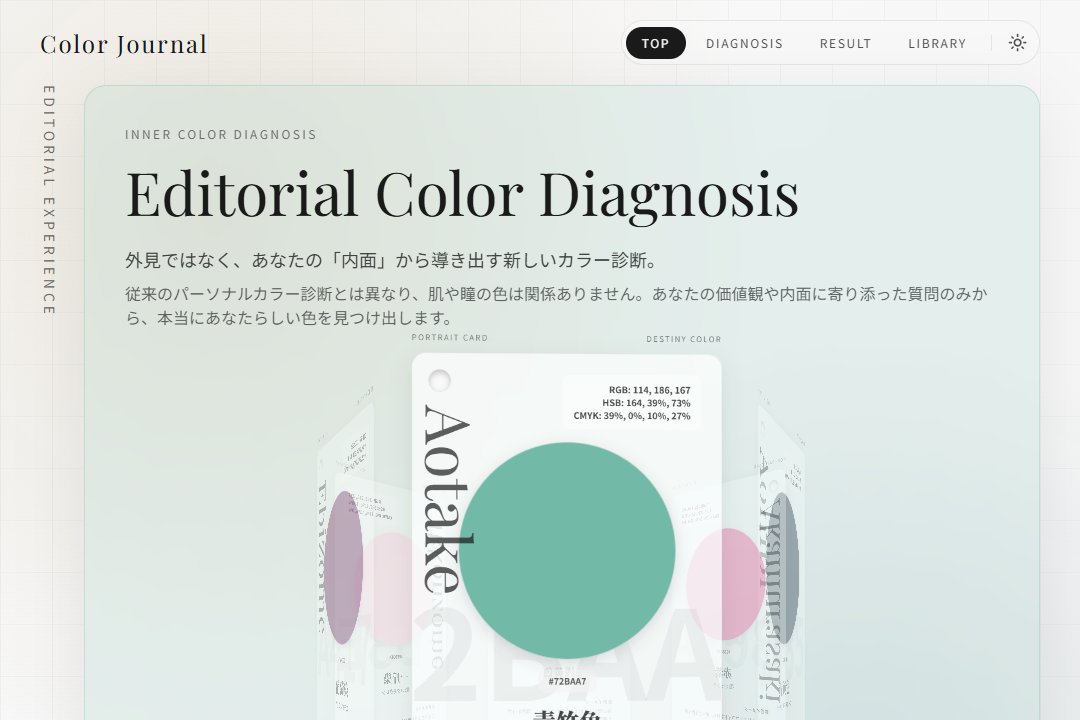 Color Journal
TOP
DIAGNOSIS
RESULT
LIBRARY
EDITORIAL EXPERIENCE
INNER COLOR DIAGNOSIS
Editorial Color Diagnosis
外見ではなく、あなたの「内面」から導き出す新しいカラー診断。
従来のパーソナルカラー診断とは異なり、肌や瞳の色は関係ありません。あなたの価値観や内面に寄り添った質問のみか
ら、本当にあなたらしい色を見つけ出します。
PORTRAIT CARD
DESTINY COLOR
RGB: 114, 186, 167
HSB: 164, 39%, 73%
CMYK: 39%, 0%, 10%, 27%
Aotake
2BAA
#72BAA7
青竹色